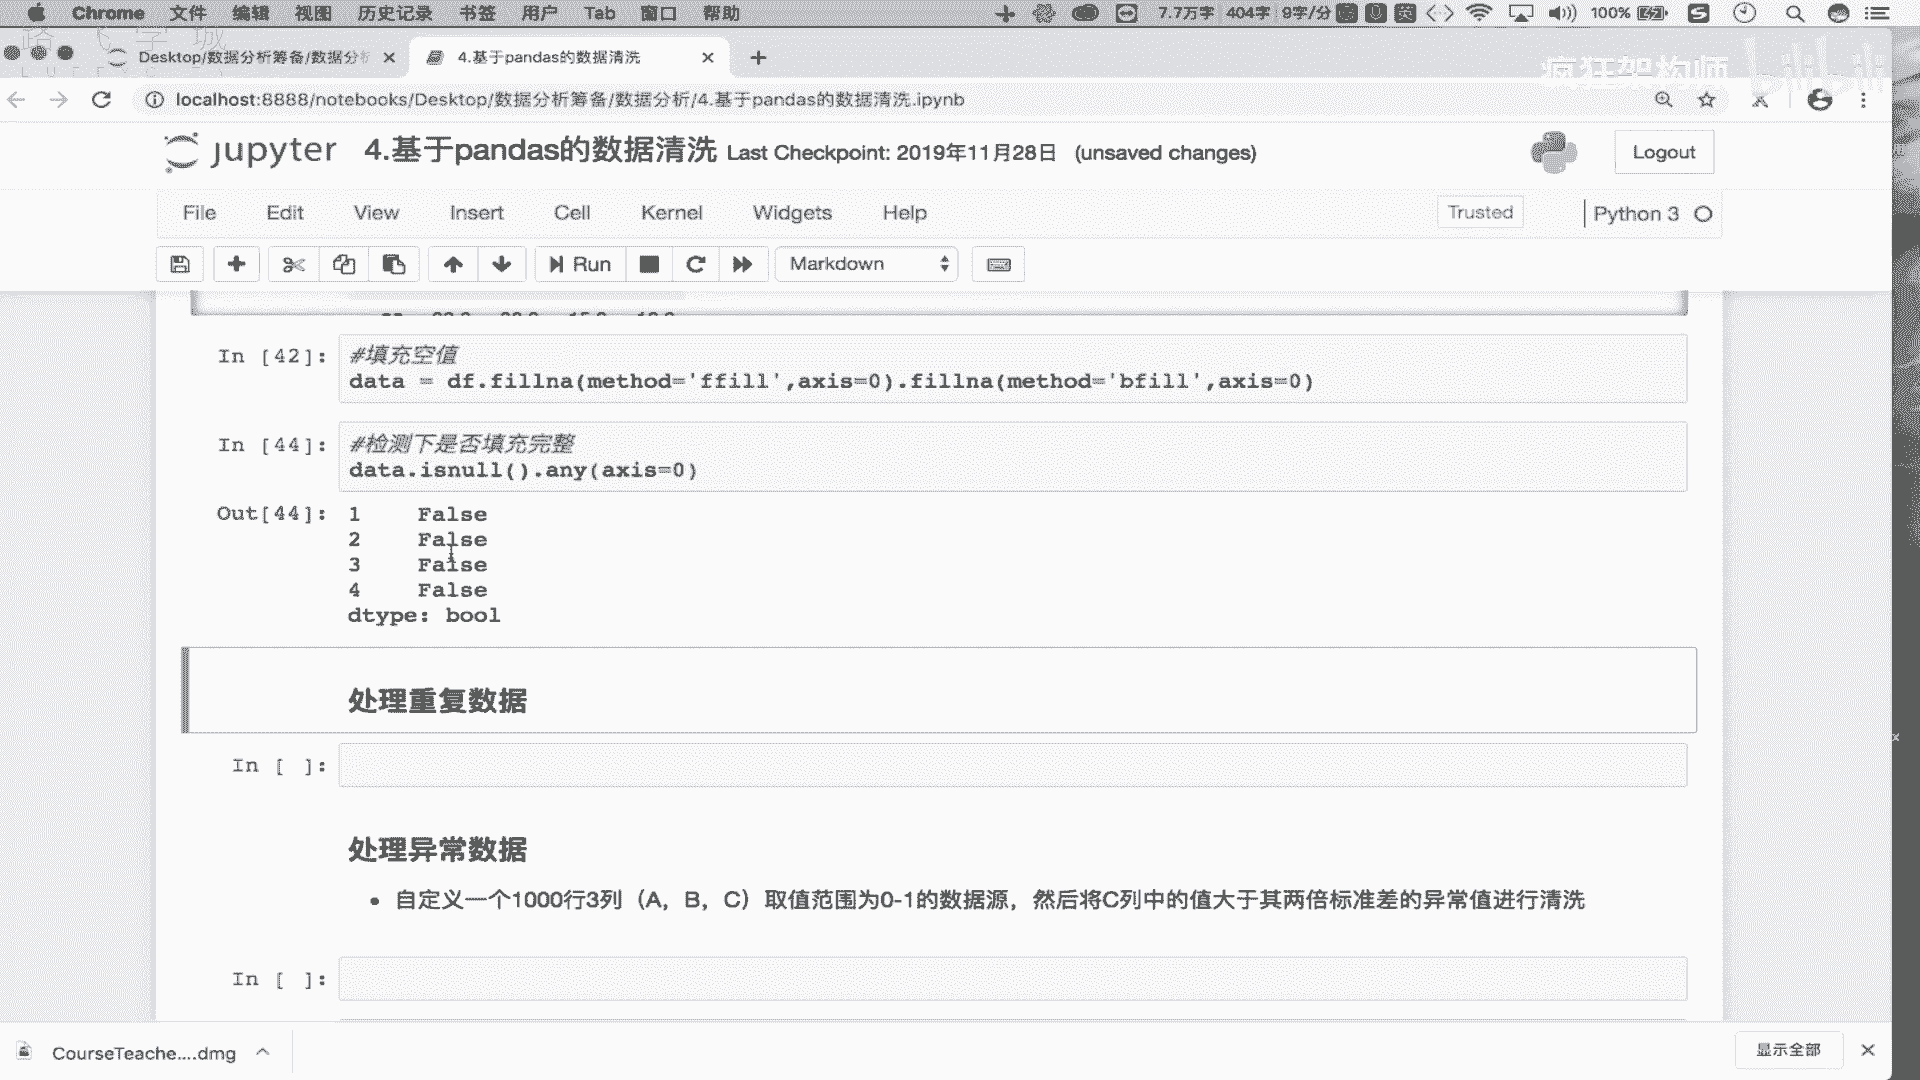 Chrome 文件 编辑 视图 历史记录 书签 用户 Tab 窗口 帮助 7.7万字 404字 9字/分 英 100%
Desktop/数据分析筹备/数据分析
4.基于pandas的数据清洗
疯狂架构师 bilibili
localhost:8888/notebooks/Desktop/数据分析筹备/数据分析/4.基于pandas的数据清洗.ipynb
jupyter 4.基于pandas的数据清洗 Last Checkpoint: 2019年11月28日 (unsaved changes)
Logout
File Edit View Insert Cell Kernel Widgets Help Trusted Python 3
Run Markdown
In [42]: #填充空值
data = df.fillna(method='ffill',axis=0).fillna(method='bfill',axis=0)
In [44]: #检测下是否填充完整
data.isnull().any(axis=0)
Out[44]: 1 False
2 False
3 False
4 False
dtype: bool
处理重复数据
In [ ]:
处理异常数据
• 自定义一个1000行3列（A，B，C）取值范围为0-1的数据源，然后将C列中的值大于其两倍标准差的异常值进行清洗
In [ ]:
CourseTeache....dmg
显示全部